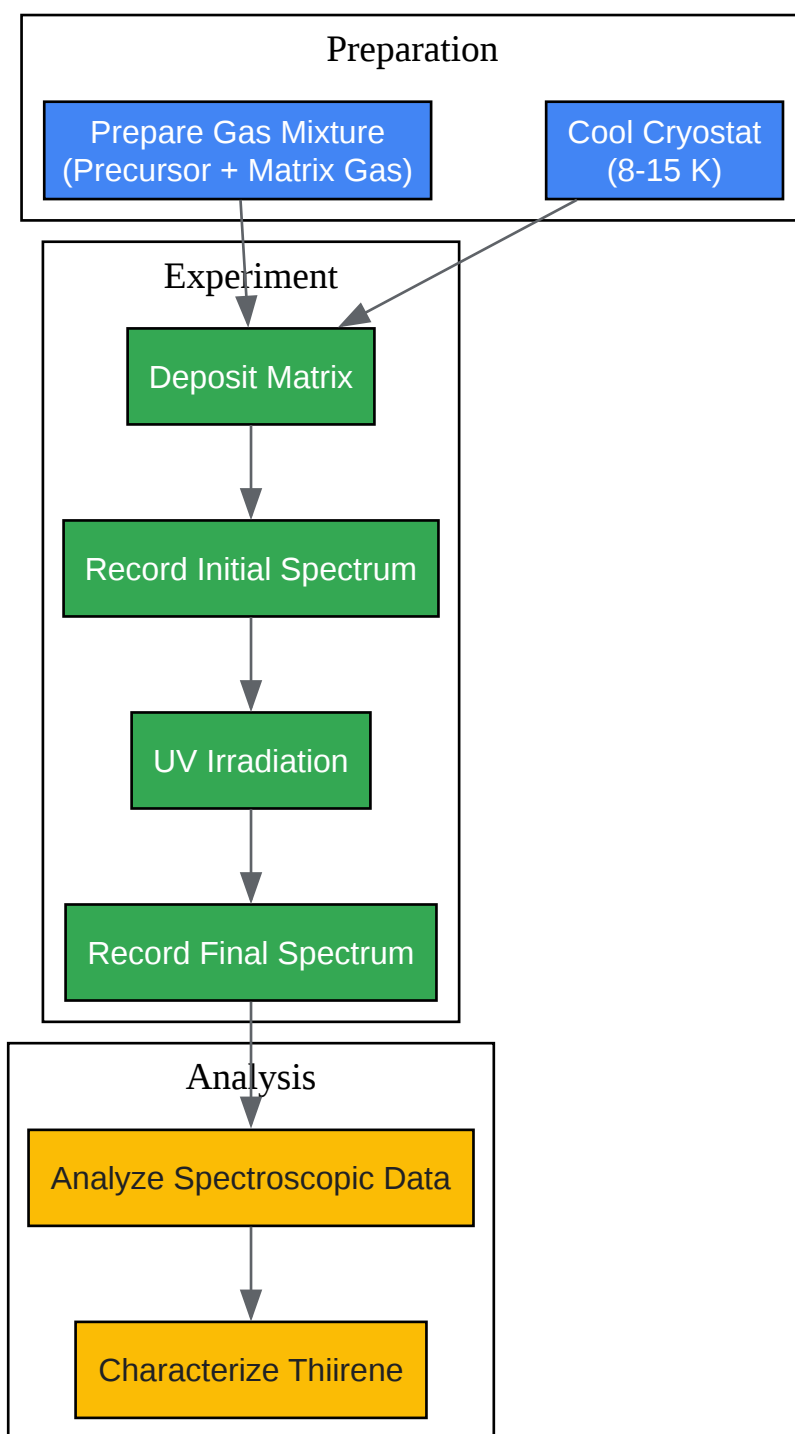 Preparation
Prepare Gas Mixture
(Precursor + Matrix Gas)
Cool Cryostat
(8-15 K)
Experiment
Deposit Matrix
Record Initial Spectrum
UV Irradiation
Record Final Spectrum
Analysis
Analyze Spectroscopic Data
Characterize Thiirene